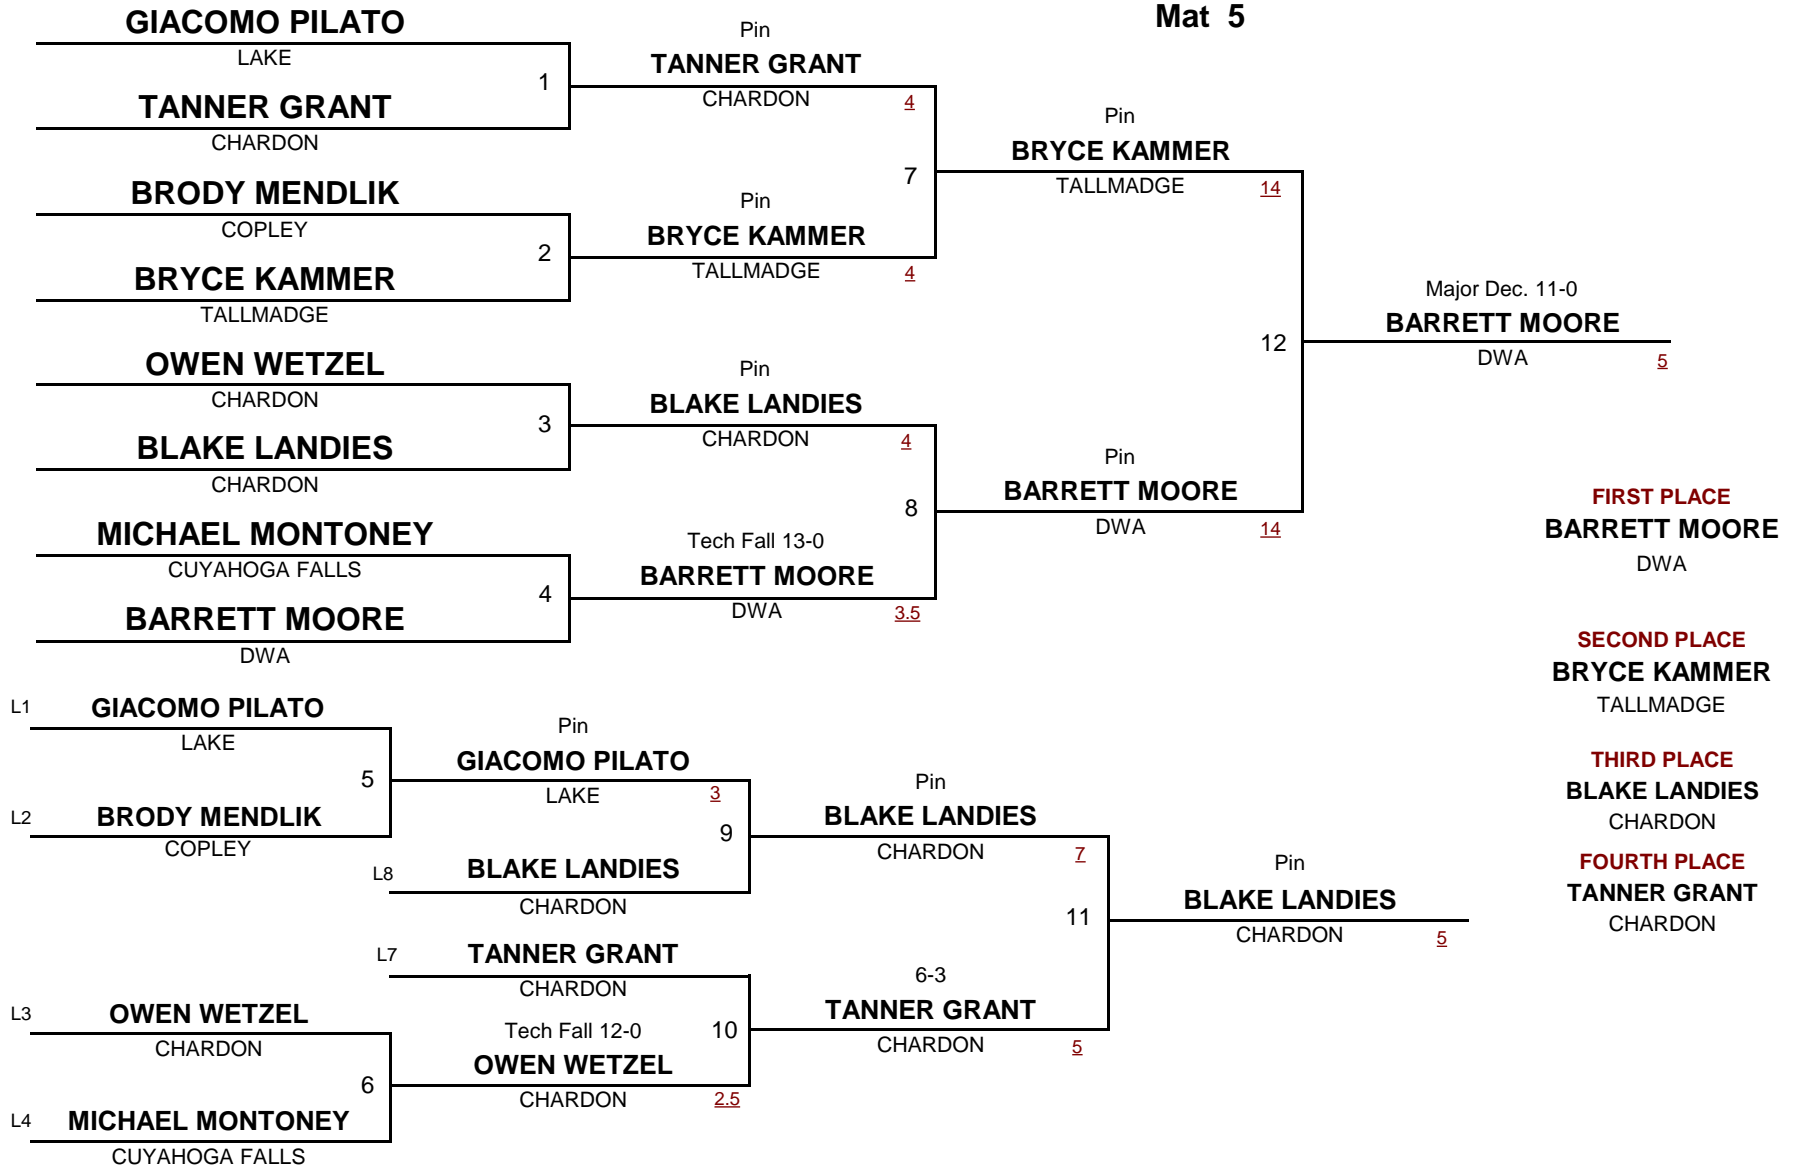 Mat 5
GIACOMO PILATO
LAKE
1
TANNER GRANT
CHARDON
Pin
TANNER GRANT
CHARDON
4
BRODY MENDLIK
COPLEY
2
BRYCE KAMMER
TALLMADGE
Pin
BRYCE KAMMER
TALLMADGE
4
7
Pin
BRYCE KAMMER
TALLMADGE
14
OWEN WETZEL
CHARDON
3
BLAKE LANDIES
CHARDON
Pin
BLAKE LANDIES
CHARDON
4
MICHAEL MONTONEY
CUYAHOGA FALLS
4
BARRETT MOORE
DWA
Tech Fall 13-0
BARRETT MOORE
DWA
3.5
8
Pin
BARRETT MOORE
DWA
14
12
Major Dec. 11-0
BARRETT MOORE
DWA
5
FIRST PLACE
BARRETT MOORE
DWA
SECOND PLACE
BRYCE KAMMER
TALLMADGE
THIRD PLACE
BLAKE LANDIES
CHARDON
FOURTH PLACE
TANNER GRANT
CHARDON
L1
GIACOMO PILATO
LAKE
5
L2
BRODY MENDLIK
COPLEY
Pin
GIACOMO PILATO
LAKE
3
9
L8
BLAKE LANDIES
CHARDON
Pin
BLAKE LANDIES
CHARDON
7
L7
TANNER GRANT
CHARDON
L3
OWEN WETZEL
CHARDON
6
L4
MICHAEL MONTONEY
CUYAHOGA FALLS
Tech Fall 12-0
OWEN WETZEL
CHARDON
2.5
10
6-3
TANNER GRANT
CHARDON
5
11
Pin
BLAKE LANDIES
CHARDON
5